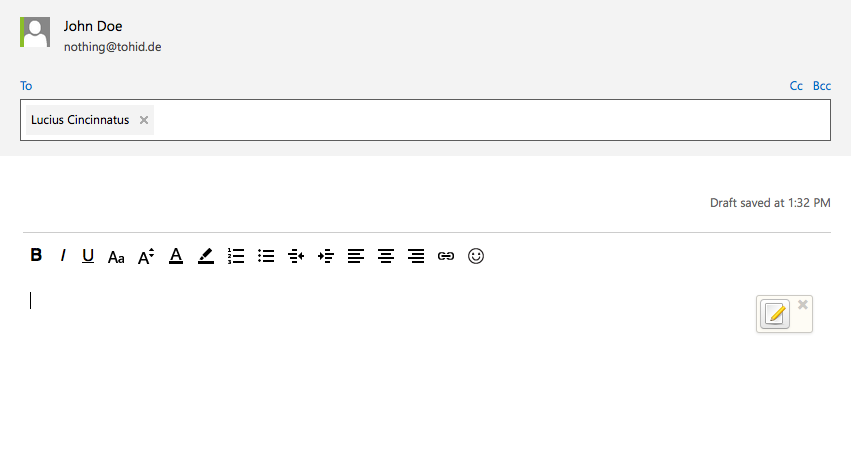 John Doe
nothing@tohid.de
To Cc Bcc
Lucius Cincinnatus ×
Draft saved at 1:32 PM
B I U Aa A A